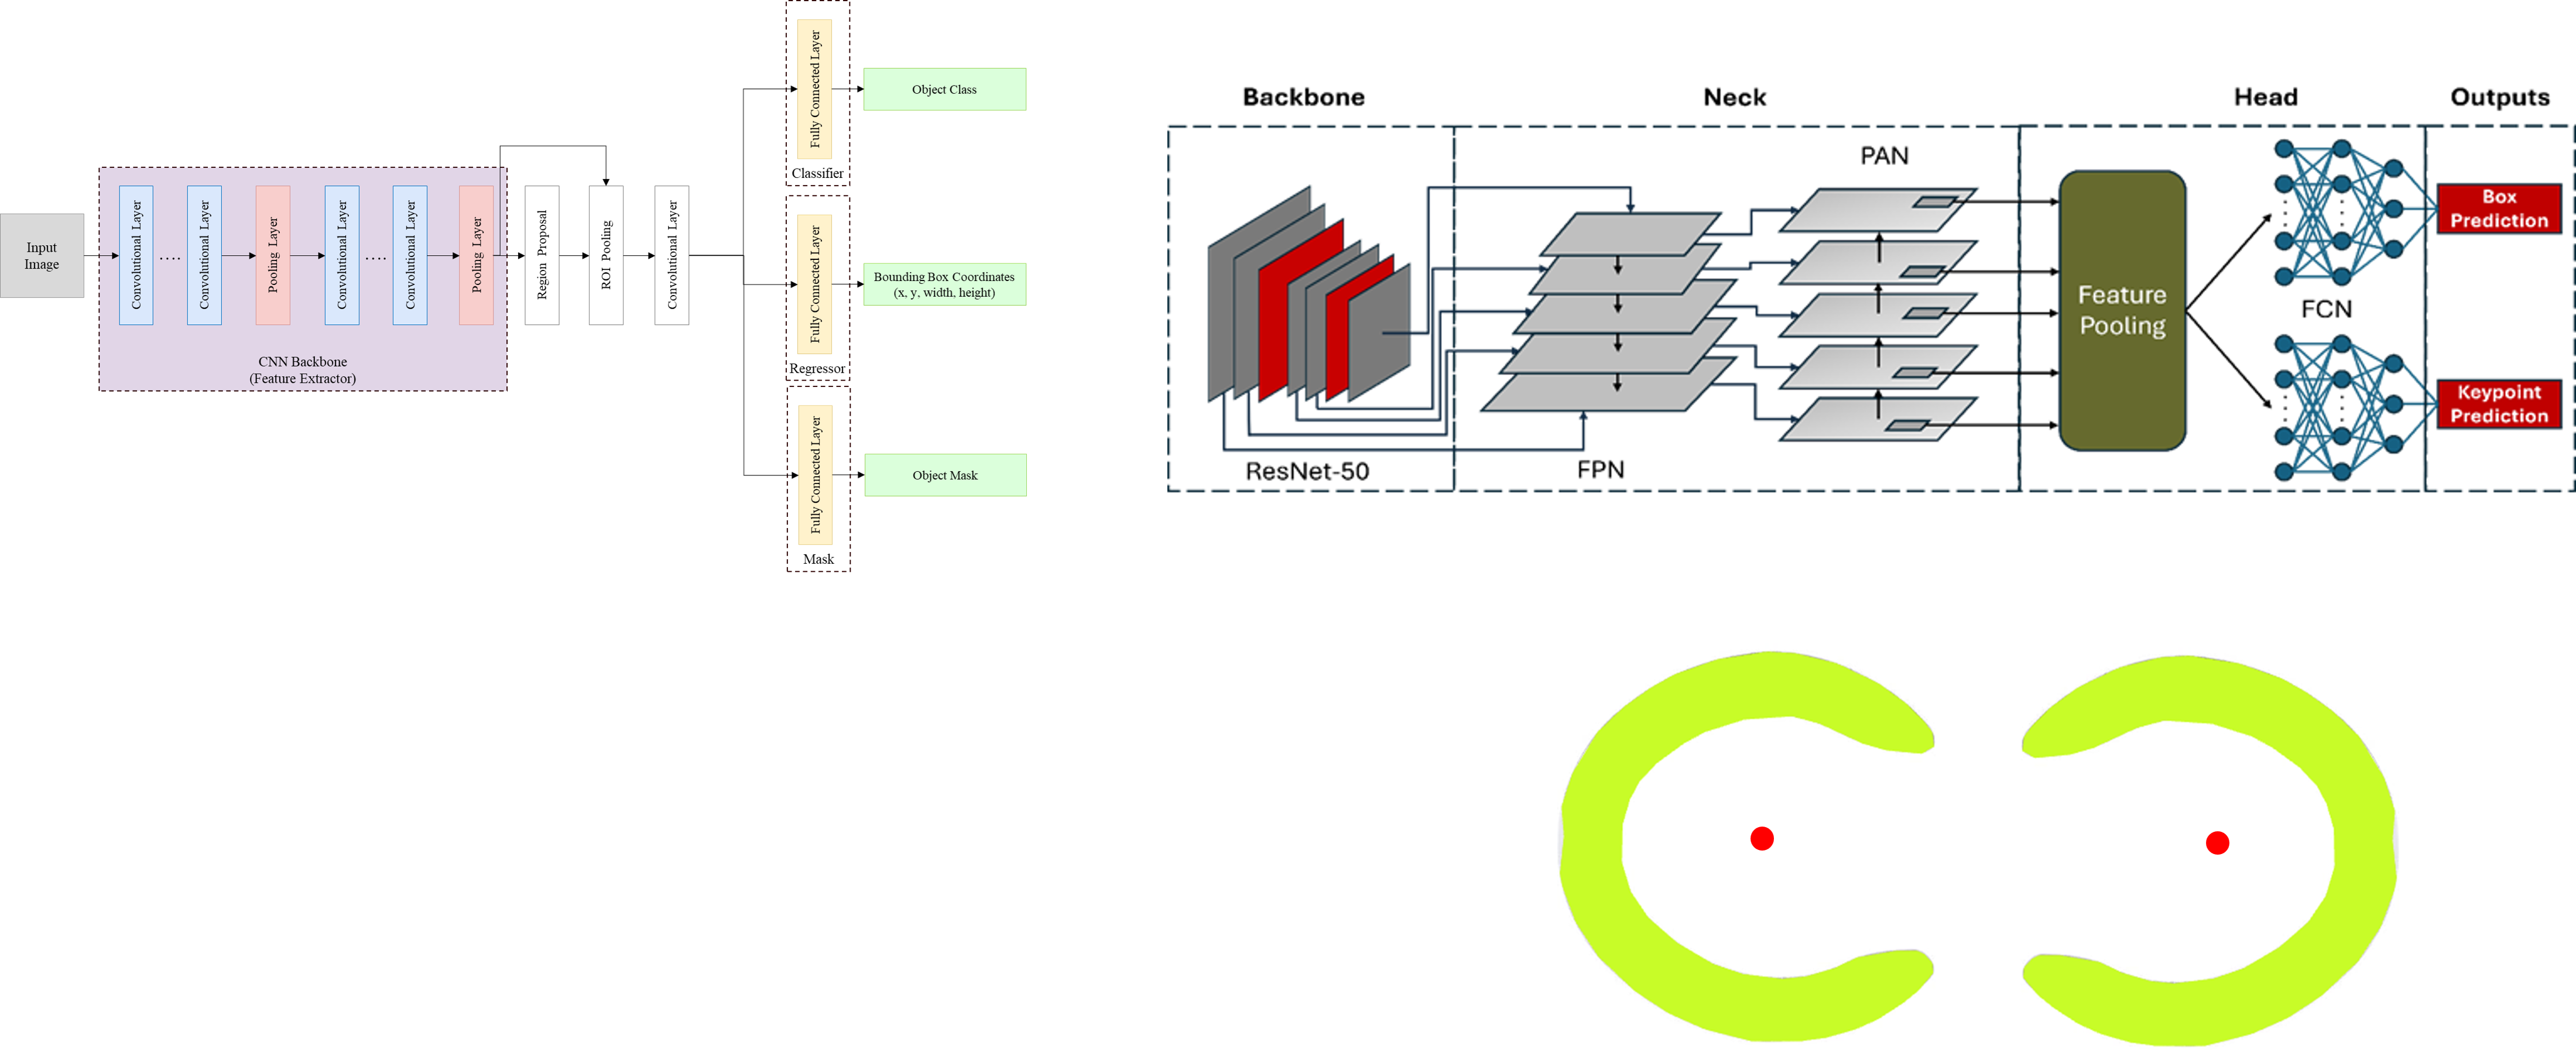 Input
Image
Convolutional Layer
....
Convolutional Layer
Pooling Layer
Convolutional Layer
....
Convolutional Layer
Pooling Layer
CNN Backbone
(Feature Extractor)
Region Proposal
ROI Pooling
Convolutional Layer
Fully Connected Layer
Classifier
Object Class
Fully Connected Layer
Regressor
Bounding Box Coordinates
(x, y, width, height)
Fully Connected Layer
Mask
Object Mask
Backbone
Neck
Head
Outputs
ResNet-50
FPN
PAN
Feature
Pooling
FCN
Box
Prediction
Keypoint
Prediction